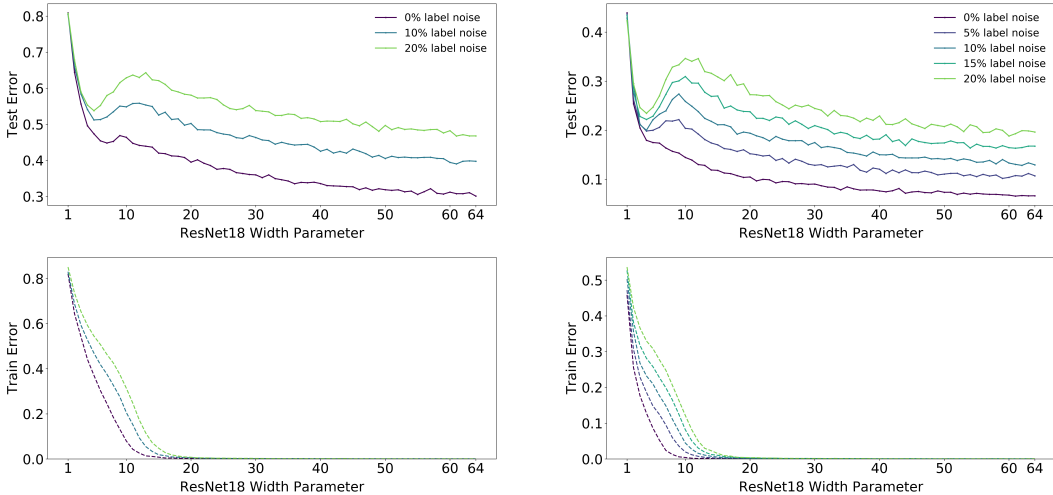 Test Error
0.8
0.7
0.6
0.5
0.4
0.3
1 10 20 30 40 50 60 64
ResNet18 Width Parameter
0% label noise
10% label noise
20% label noise
Test Error
0.4
0.3
0.2
0.1
1 10 20 30 40 50 60 64
ResNet18 Width Parameter
0% label noise
5% label noise
10% label noise
15% label noise
20% label noise
Train Error
0.8
0.6
0.4
0.2
0.0
1 10 20 30 40 50 60 64
ResNet18 Width Parameter
Train Error
0.5
0.4
0.3
0.2
0.1
0.0
1 10 20 30 40 50 60 64
ResNet18 Width Parameter